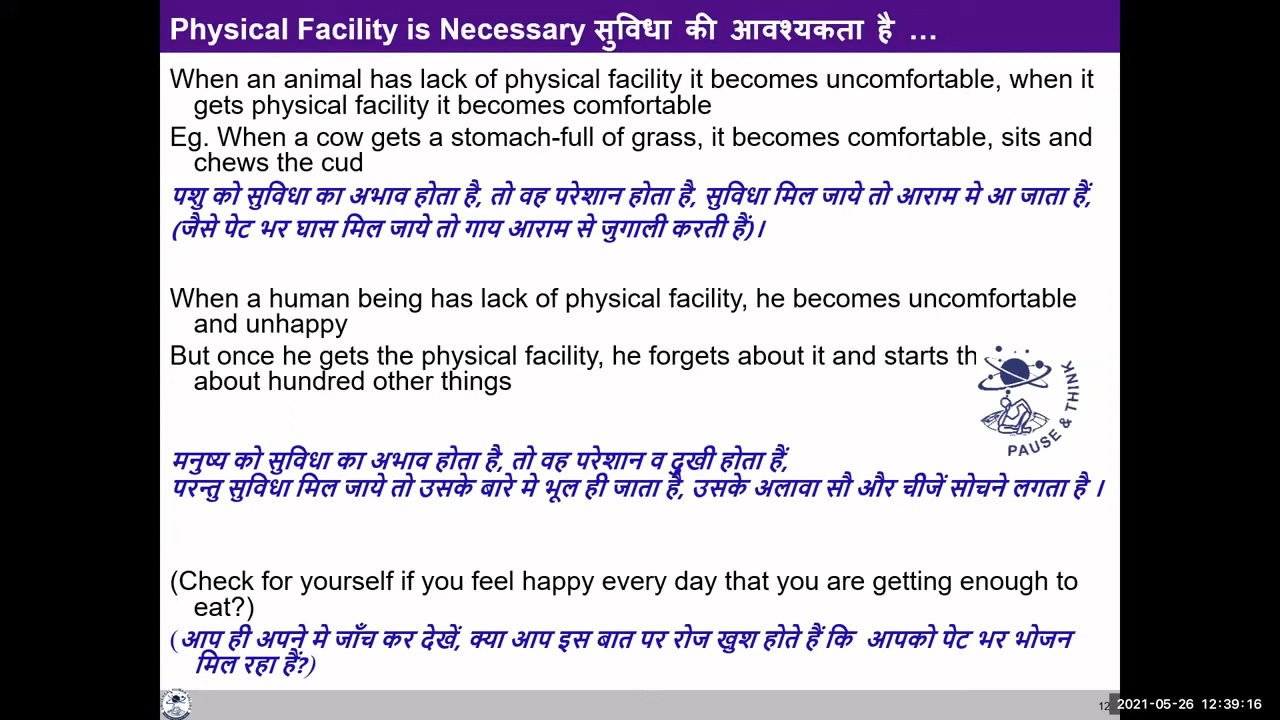 Physical Facility is Necessary सुविधा की आवश्यकता है ...
When an animal has lack of physical facility it becomes uncomfortable, when it
gets physical facility it becomes comfortable
Eg. When a cow gets a stomach-full of grass, it becomes comfortable, sits and
chews the cud
पशु को सुविधा का अभाव होता है, तो वह परेशान होता है, सुविधा मिल जाये तो आराम मे आ जाता हैं,
(जैसे पेट भर घास मिल जाये तो गाय आराम से जुगाली करती हैं)।
When a human being has lack of physical facility, he becomes uncomfortable
and unhappy
But once he gets the physical facility, he forgets about it and starts
about hundred other things
PAUSE & THINK
मनुष्य को सुविधा का अभाव होता है, तो वह परेशान व दुखी होता हैं,
परन्तु सुविधा मिल जाये तो उसके बारे मे भूल ही जाता है, उसके अलावा सौ और चीजें सोचने लगता है ।
(Check for yourself if you feel happy every day that you are getting enough to
eat?)
(आप ही अपने मे जाँच कर देखें, क्या आप इस बात पर रोज खुश होते हैं कि आपको पेट भर भोजन
मिल रहा हैं?)
2021-05-26 12:39:16